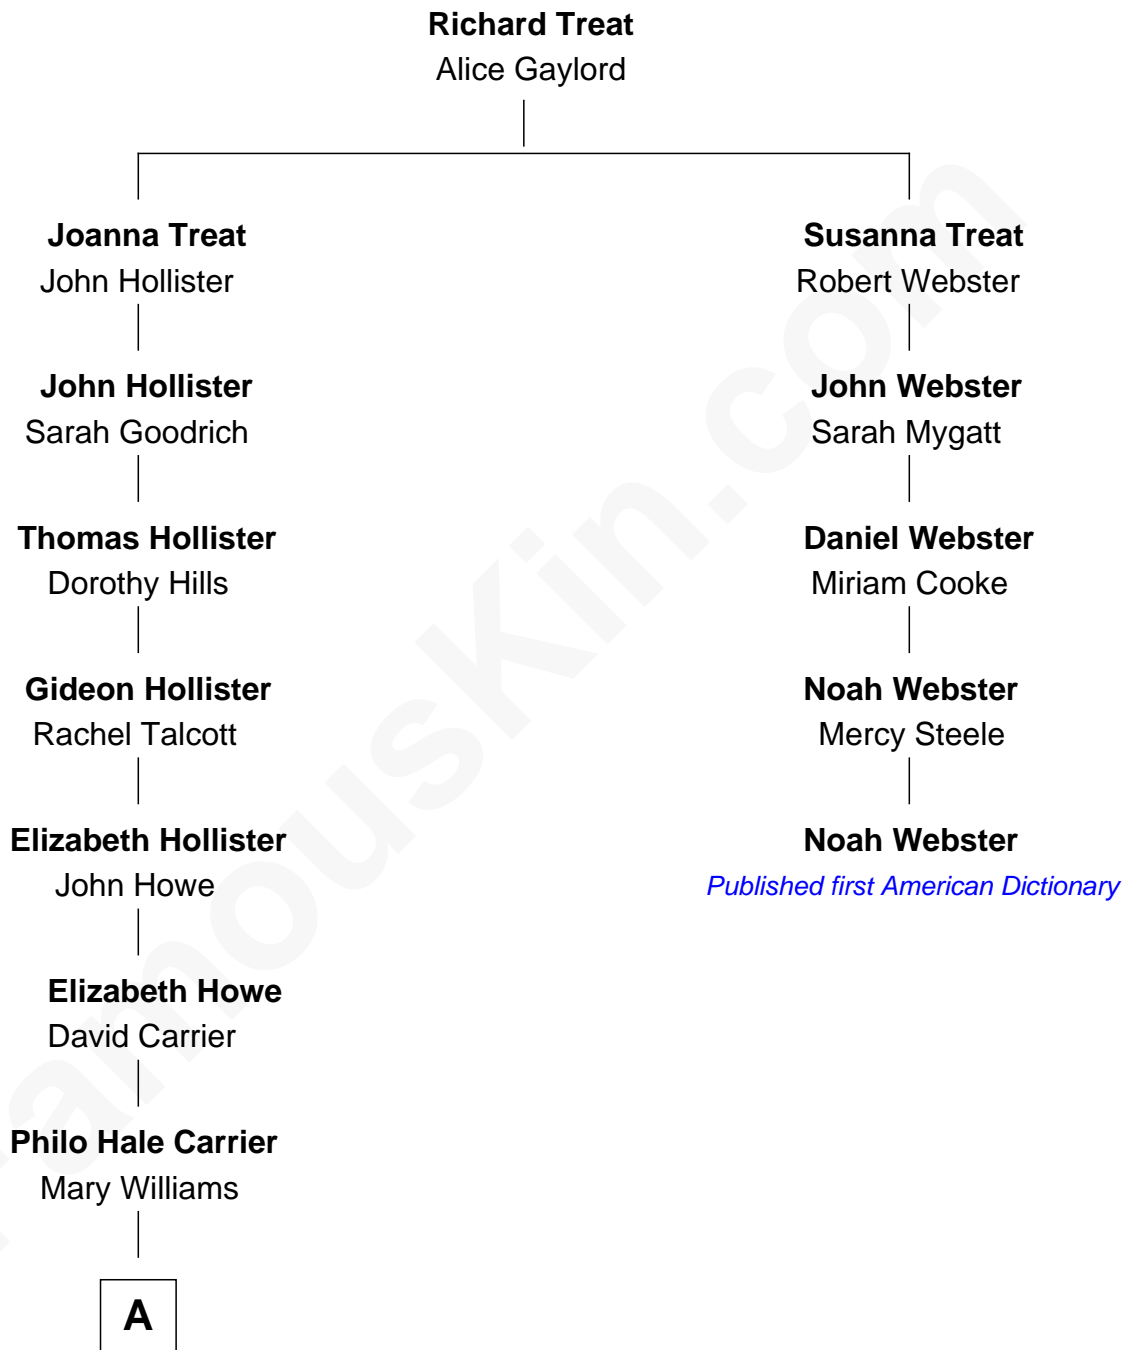 Richard Treat
Alice Gaylord
Joanna Treat
John Hollister
Susanna Treat
Robert Webster
John Hollister
Sarah Goodrich
John Webster
Sarah Mygatt
Thomas Hollister
Dorothy Hills
Daniel Webster
Miriam Cooke
Gideon Hollister
Rachel Talcott
Noah Webster
Mercy Steele
Elizabeth Hollister
John Howe
Noah Webster
Published first American Dictionary
Elizabeth Howe
David Carrier
Philo Hale Carrier
Mary Williams
A
FamousKin.com